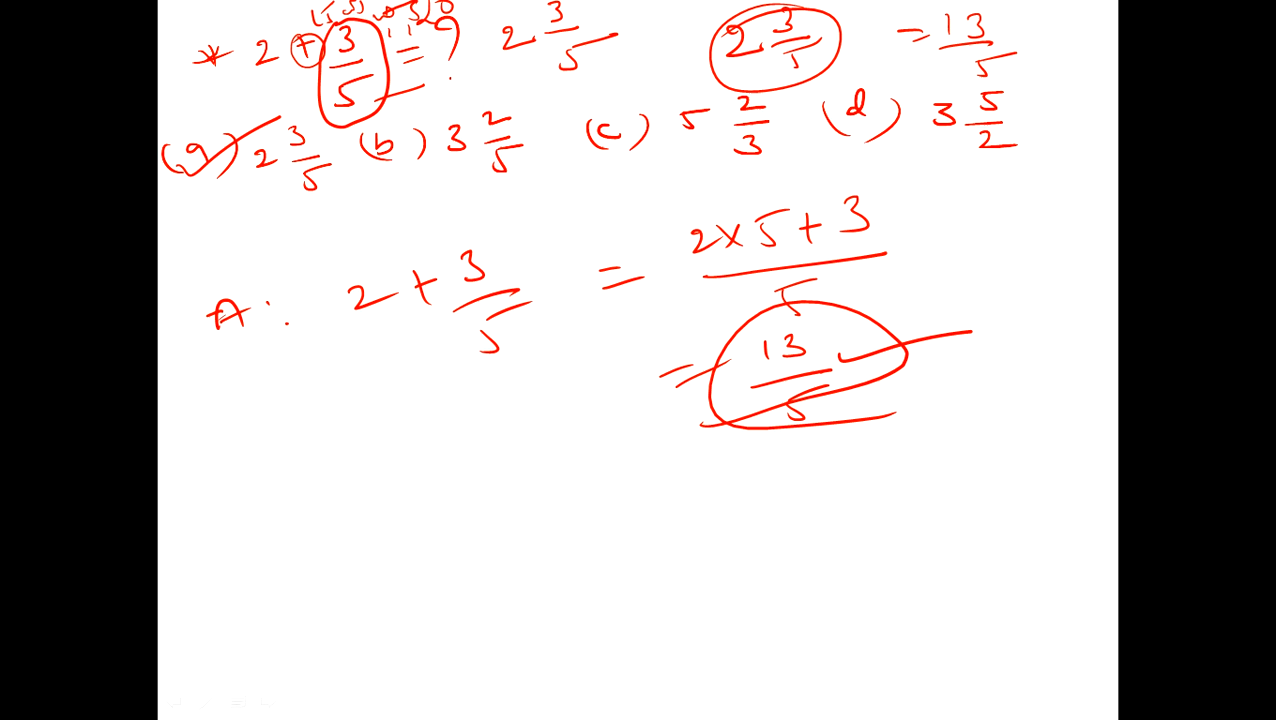 * 2 + 3/5 = ? 2 3/5 2 3/5 = 13/5
(a) 2 3/5 (b) 3 2/5 (c) 5 2/3 (d) 3 5/2
A: 2 + 3/5 = 2×5+3/5
= 13/5